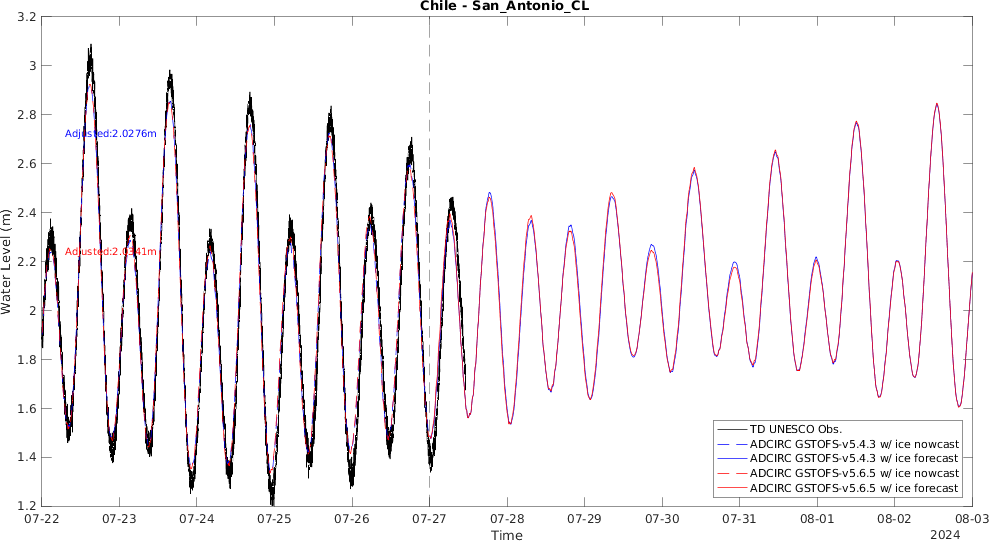 Chile - San_Antonio_CL
3.2
3
2.8
2.6
2.4
2.2
2
1.8
1.6
1.4
1.2
Water Level (m)
Adjusted:2.0276m
Adjusted:2.0341m
TD UNESCO Obs.
ADCIRC GSTOFS-v5.4.3 w/ ice nowcast
ADCIRC GSTOFS-v5.4.3 w/ ice forecast
ADCIRC GSTOFS-v5.6.5 w/ ice nowcast
ADCIRC GSTOFS-v5.6.5 w/ ice forecast
07-22 07-23 07-24 07-25 07-26 07-27 07-28 07-29 07-30 07-31 08-01 08-02 08-03
Time
2024